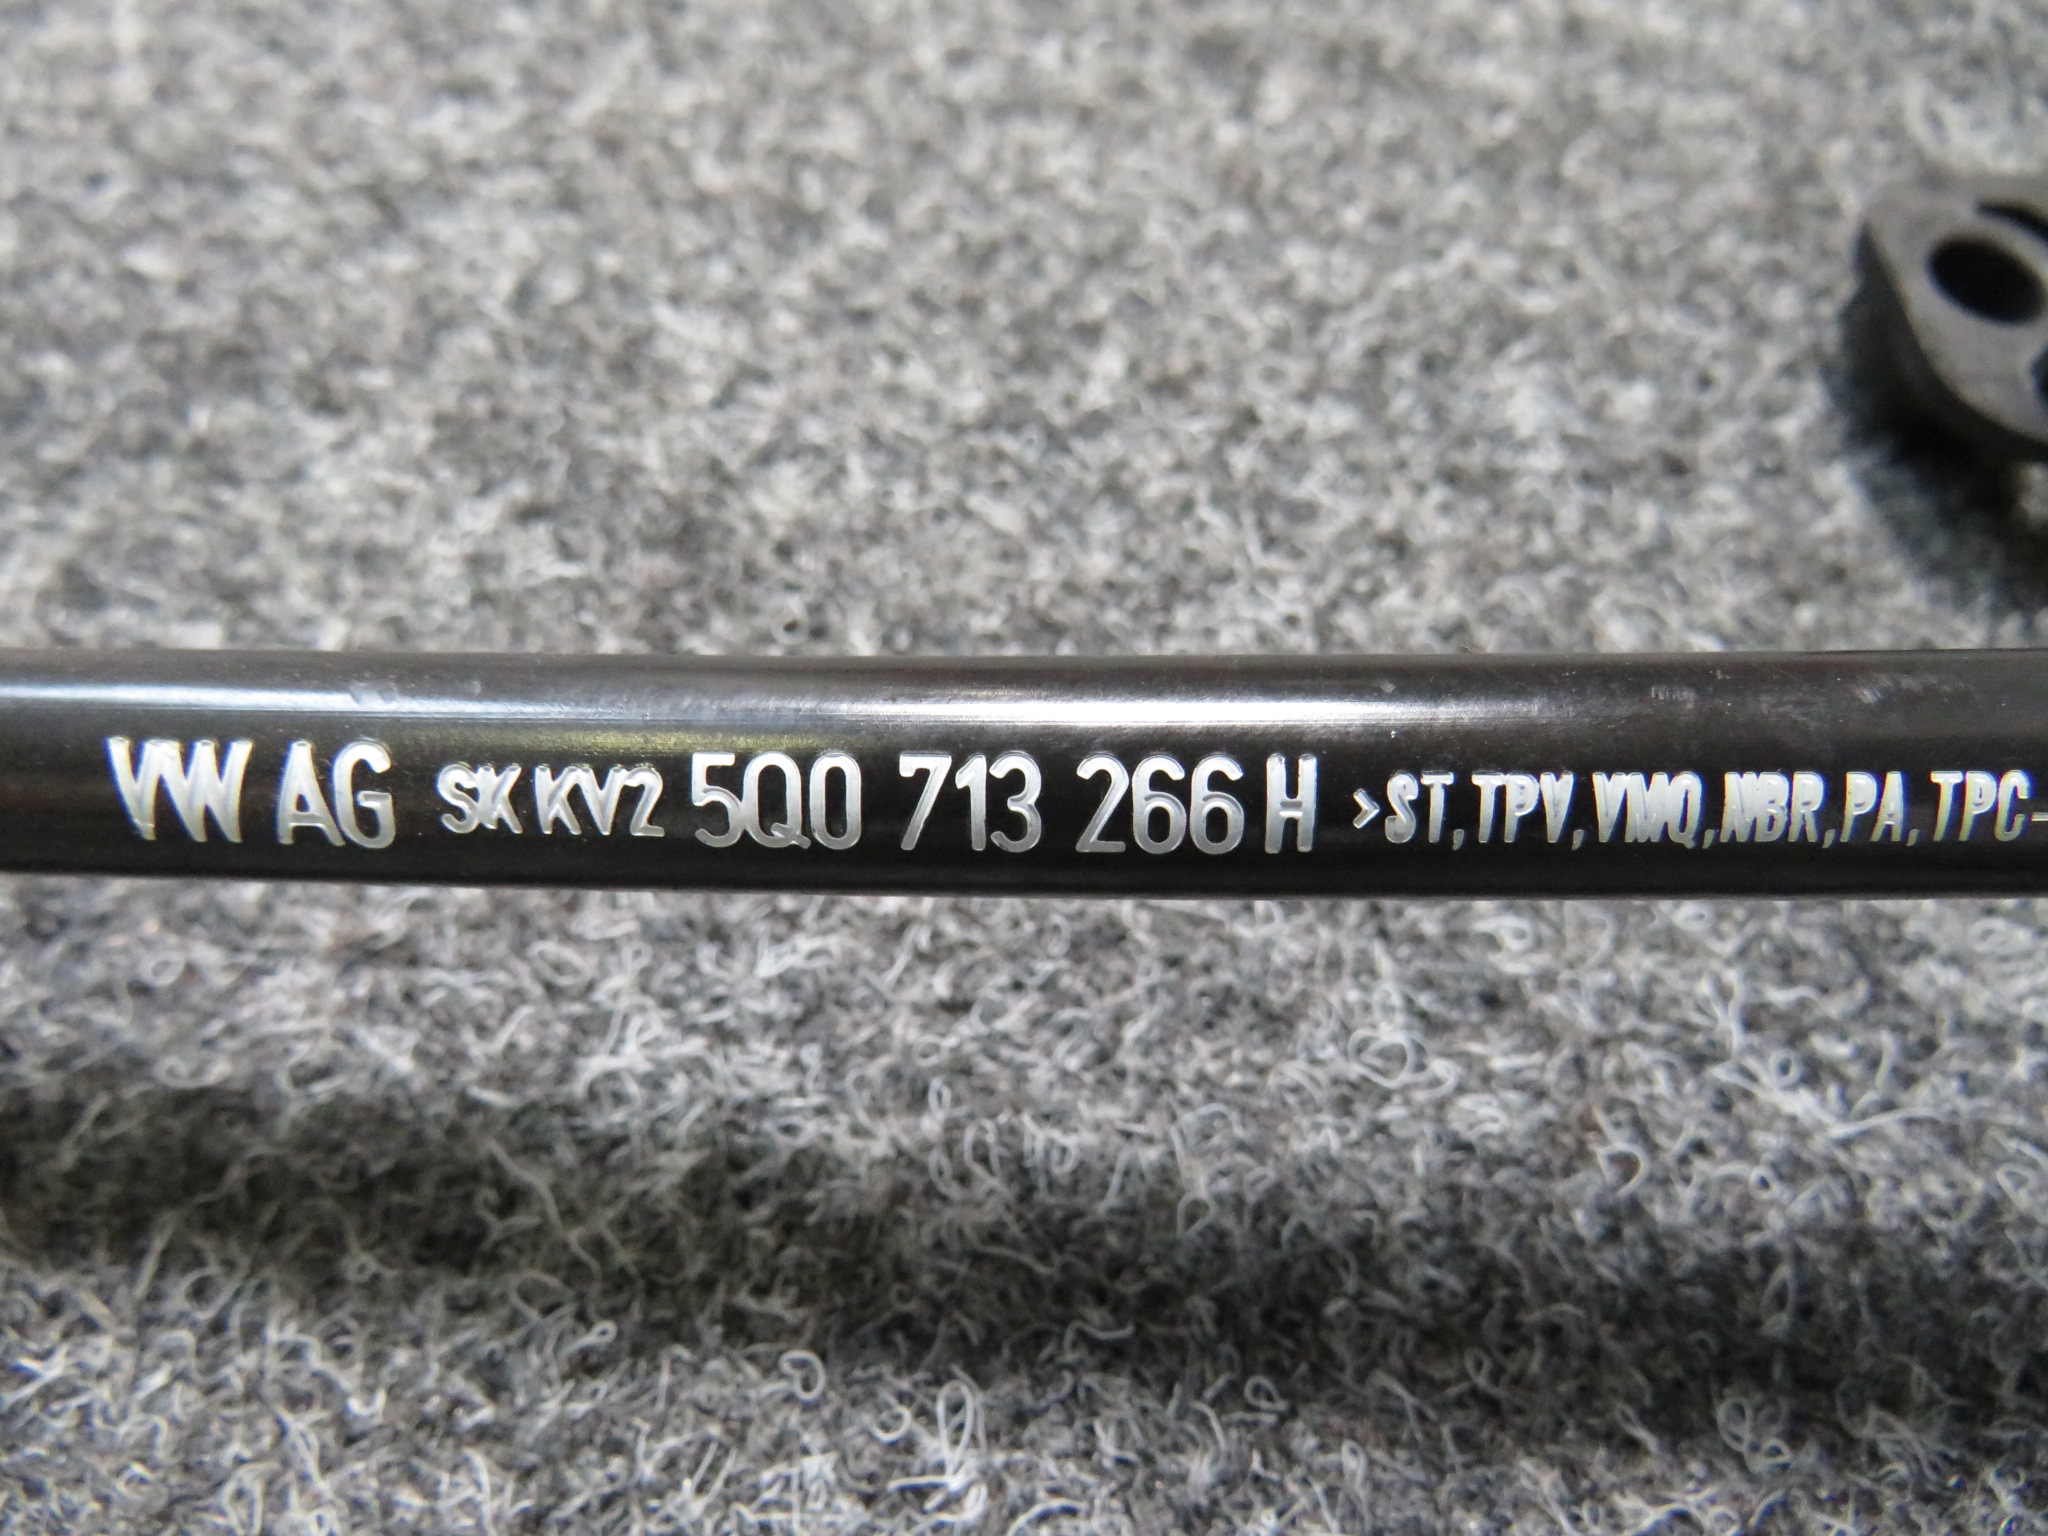 VW AG SK KV2 5Q0 713 266 H >ST,TPV,VMQ,NBR,PA,TPC-